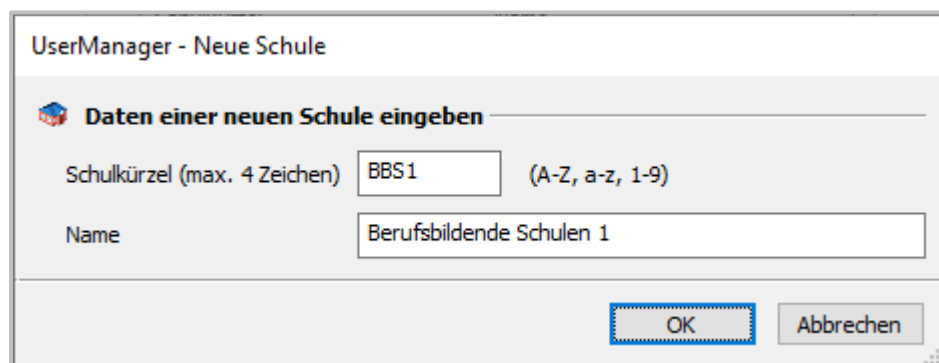 UserManager - Neue Schule
Daten einer neuen Schule eingeben
Schulkürzel (max. 4 Zeichen) BBS1 (A-Z, a-z, 1-9)
Name Berufsbildende Schulen 1
OK Abbrechen